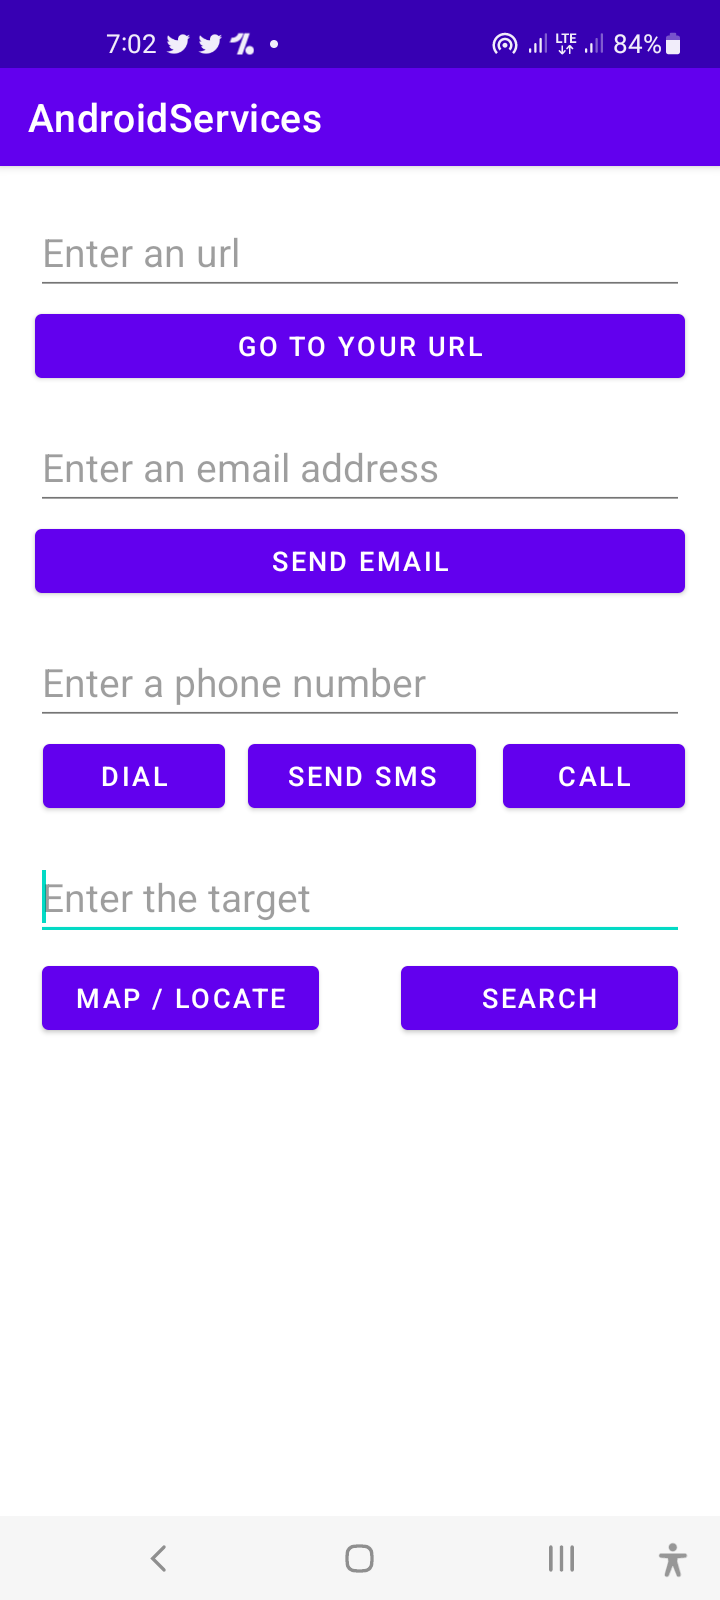 7:02 LTE 84%
AndroidServices
Enter an url
GO TO YOUR URL
Enter an email address
SEND EMAIL
Enter a phone number
DIAL SEND SMS CALL
Enter the target
MAP / LOCATE SEARCH